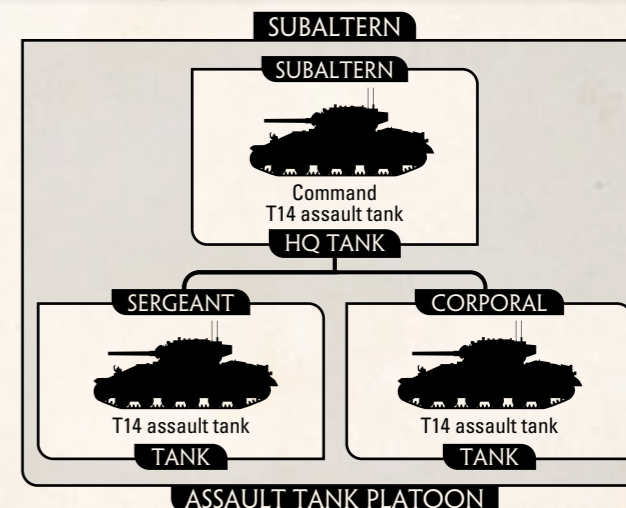 SUBALTERN
SUBALTERN
Command
T14 assault tank
HQ TANK
SERGEANT
CORPORAL
T14 assault tank
T14 assault tank
TANK
TANK
ASSAULT TANK PLATOON